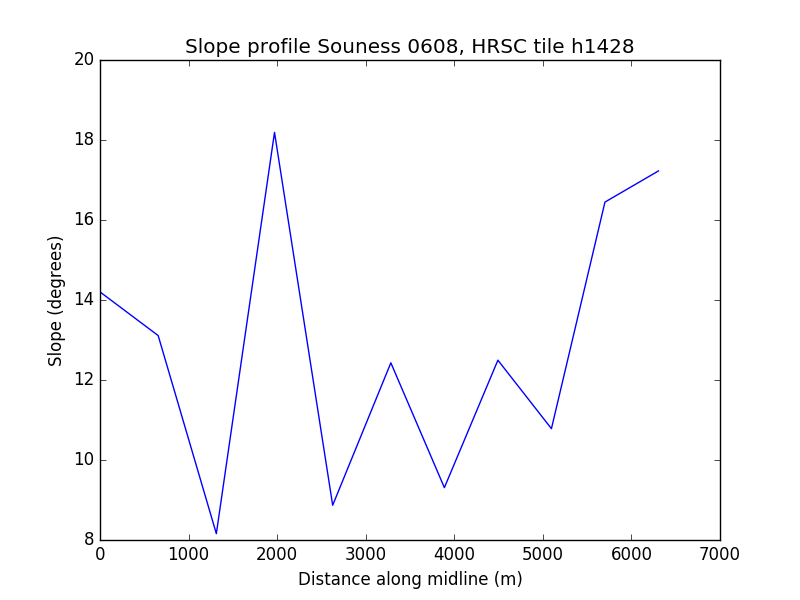 Slope profile Souness 0608, HRSC tile h1428
20
18
16
14
12
10
8
Slope (degrees)
0 1000 2000 3000 4000 5000 6000 7000
Distance along midline (m)